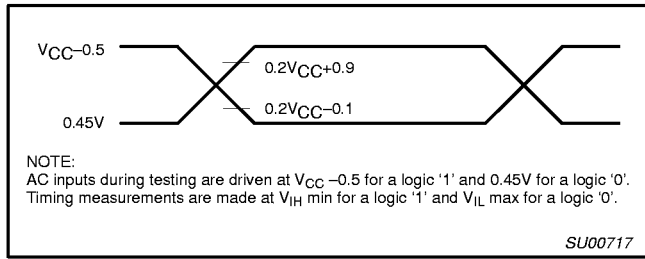 VCC–0.5
0.2VCC+0.9
0.2VCC–0.1
0.45V
NOTE:
AC inputs during testing are driven at VCC –0.5 for a logic ‘1’ and 0.45V for a logic ‘0’.
Timing measurements are made at VIH min for a logic ‘1’ and VIL max for a logic ‘0’.
SU00717